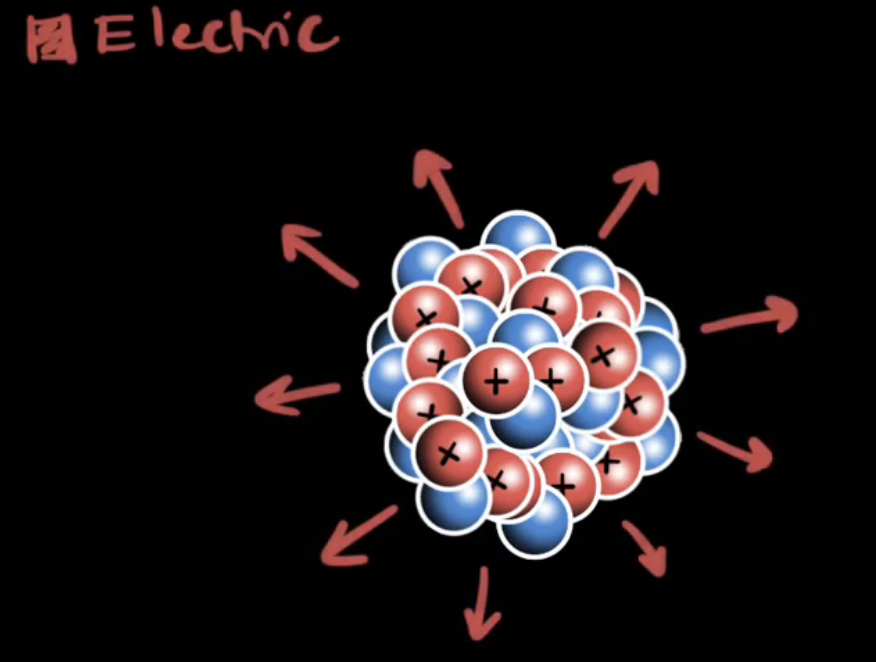 Electric
+ + + + + + + + + + + + + +